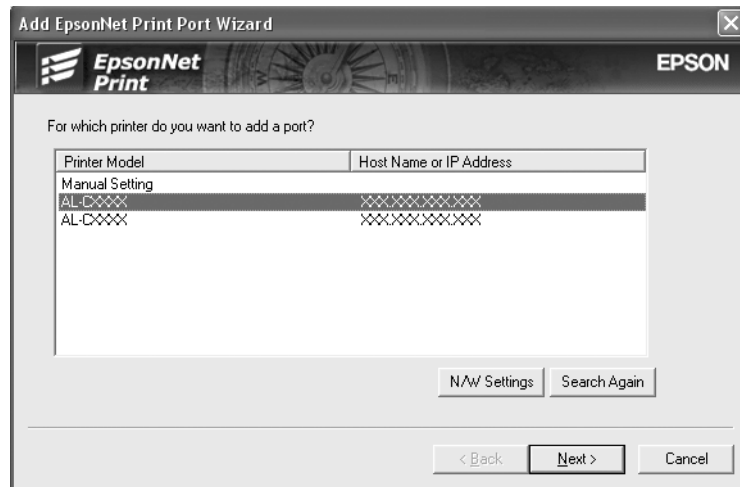 Add EpsonNet Print Port Wizard
EpsonNet Print
EPSON
For which printer do you want to add a port?
Printer Model Host Name or IP Address
Manual Setting
AL-CXXXX XXX.XXX.XXX.XXX
AL-CXXXX XXX.XXX.XXX.XXX
N/W Settings Search Again
< Back Next > Cancel